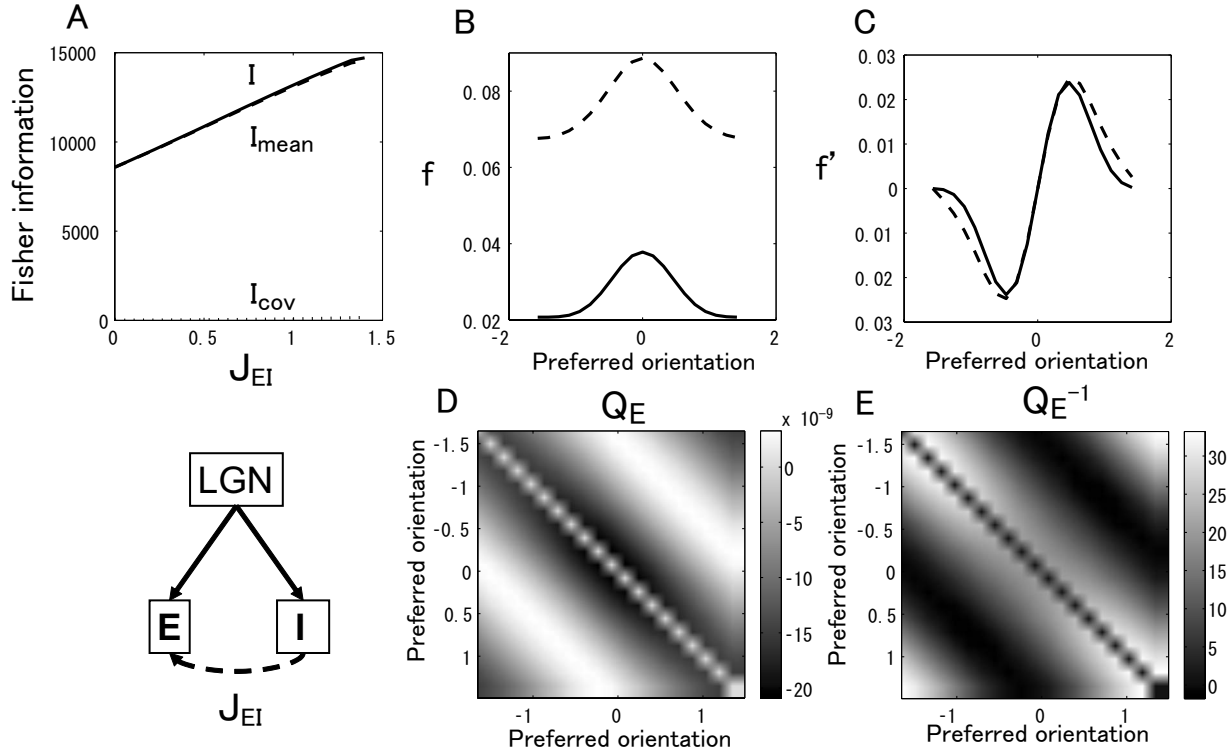 A
15000
10000
5000
0
0
0.5
1
1.5
Fisher information
I
I_mean
I_cov
J_EI
B
0.08
0.06
0.04
0.02
-2
0
2
f
Preferred orientation
C
0.03
0.02
0.01
0
0.01
0.02
0.03
-2
0
2
f'
Preferred orientation
LGN
E
I
J_EI
D
Q_E
x 10^-9
-1.5
-1
-0.5
0
0.5
1
-1
0
1
Preferred orientation
Preferred orientation
0
-5
-10
-15
-20
E
Q_E^-1
-1.5
-1
-0.5
0
0.5
1
-1
0
1
Preferred orientation
Preferred orientation
30
25
20
15
10
5
0